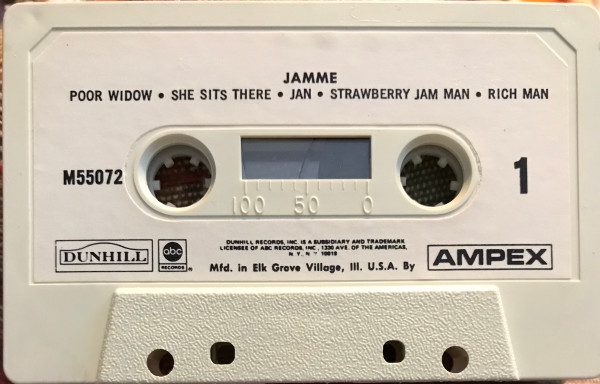 JAMME
POOR WIDOW • SHE SITS THERE • JAN • STRAWBERRY JAM MAN • RICH MAN
M55072
1
100 50 0
DUNHILL
abc
RECORDS
®
DUNHILL RECORDS, INC. IS A SUBSIDIARY AND TRADEMARK
LICENSEE OF ABC RECORDS, INC., 1330 AVE. OF THE AMERICAS,
N.Y., N.Y. 10019
Mfd. in Elk Grove Village, Ill. U.S.A. By
AMPEX